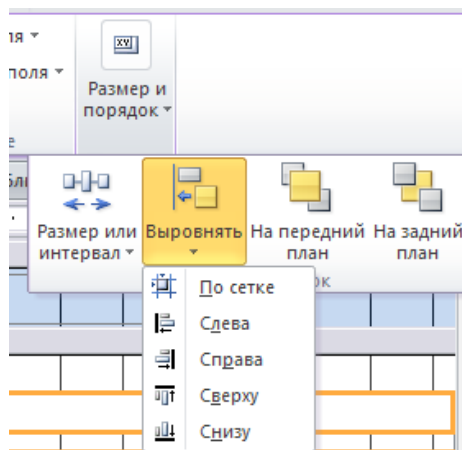 поля
Размер и
порядок
Размер или
интервал
Выровнять
На передний
план
На задний
план
По сетке
Слева
Справа
Сверху
Снизу